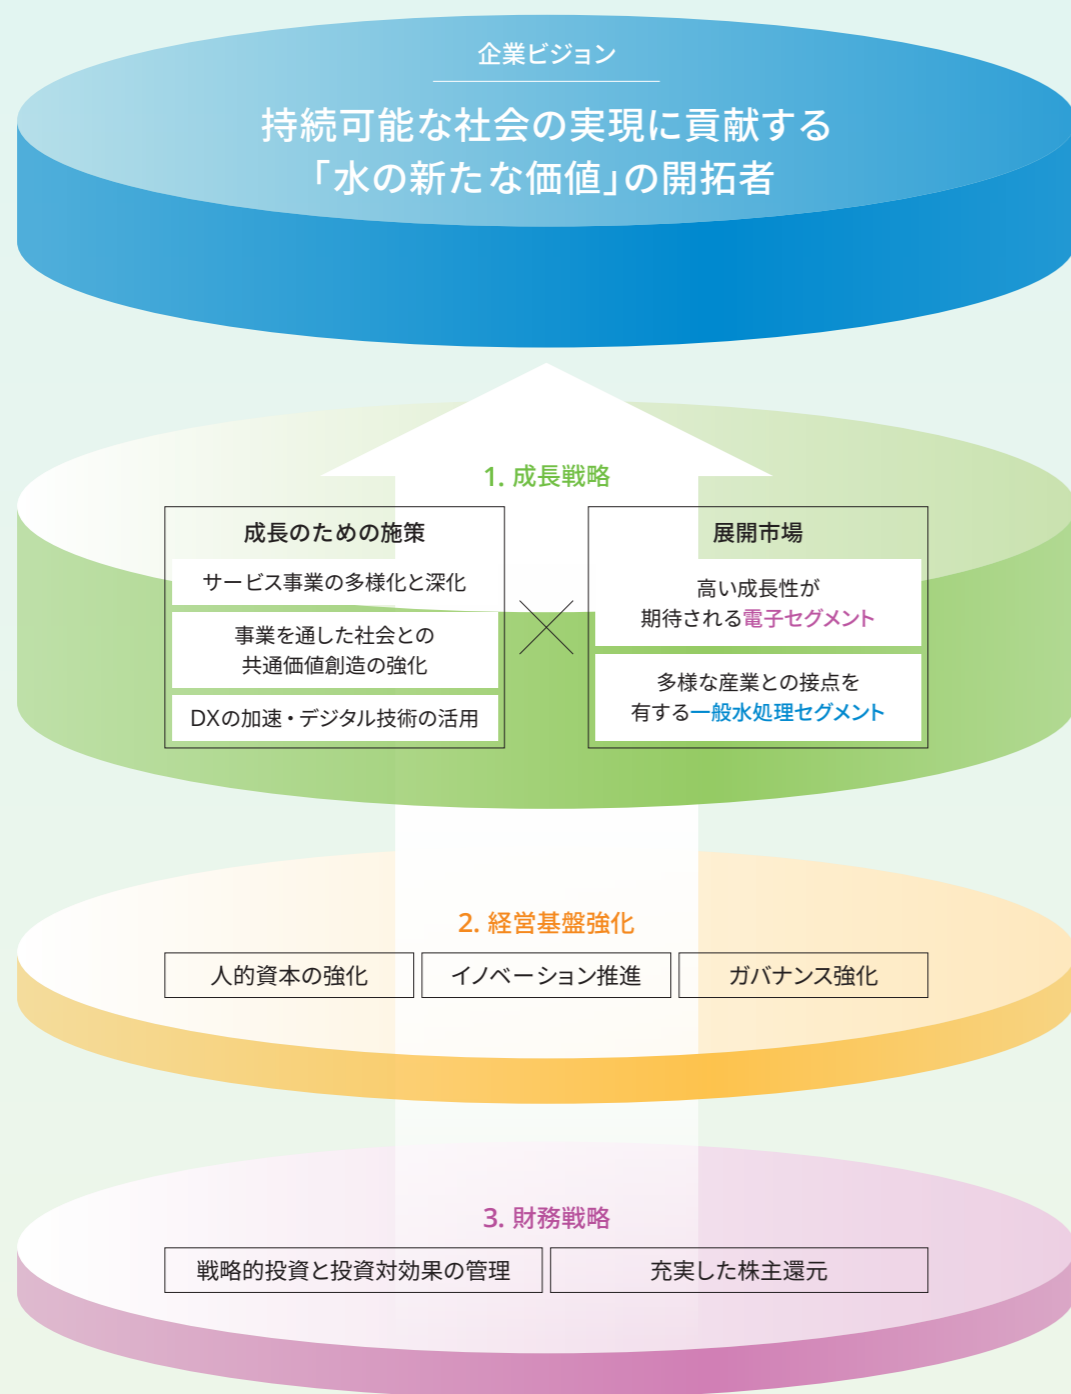 企業ビジョン
持続可能な社会の実現に貢献する
「水の新たな価値」の開拓者
1. 成長戦略
成長のための施策
サービス事業の多様化と深化
事業を通した社会との
共通価値創造の強化
DXの加速・デジタル技術の活用
展開市場
高い成長性が
期待される電子セグメント
多様な産業との接点を
有する一般水処理セグメント
2. 経営基盤強化
人的資本の強化
イノベーション推進
ガバナンス強化
3. 財務戦略
戦略的投資と投資対効果の管理
充実した株主還元